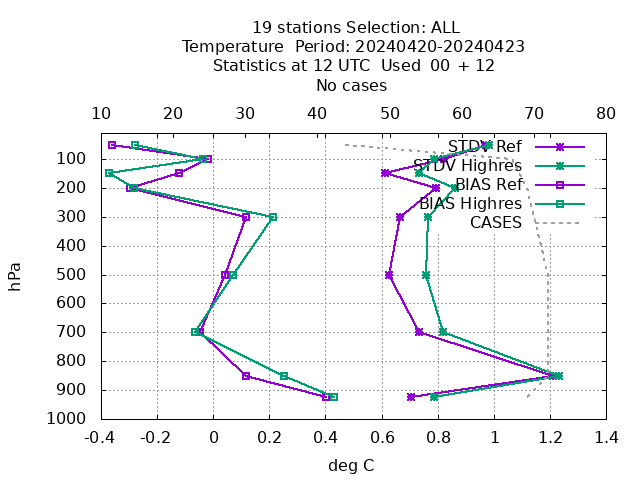 19 stations Selection: ALL
Temperature  Period: 20240420-20240423
Statistics at 12 UTC  Used  00 + 12
No cases
10 20 30 40 50 60 70 80
STDV Ref
100
STDV Highres
200
BIAS Ref
BIAS Highres
300
CASES
400
hPa
500
600
700
800
900
1000
-0.4 -0.2 0 0.2 0.4 0.6 0.8 1 1.2 1.4
deg C